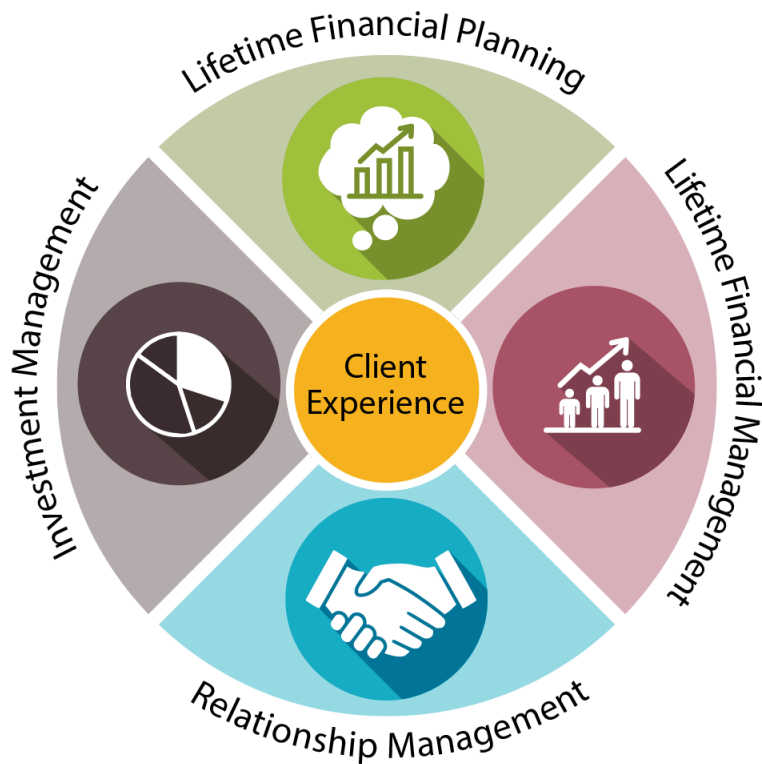 Lifetime Financial Planning
Investment Management
Client
Experience
Lifetime Financial Management
Relationship Management